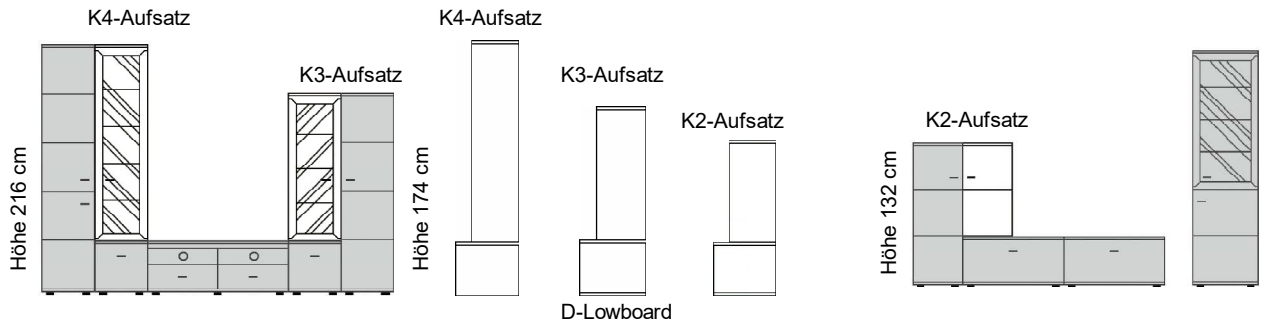 K4-Aufsatz
K3-Aufsatz
Höhe 216 cm
K4-Aufsatz
K3-Aufsatz
K2-Aufsatz
Höhe 174 cm
D-Lowboard
K2-Aufsatz
Höhe 132 cm